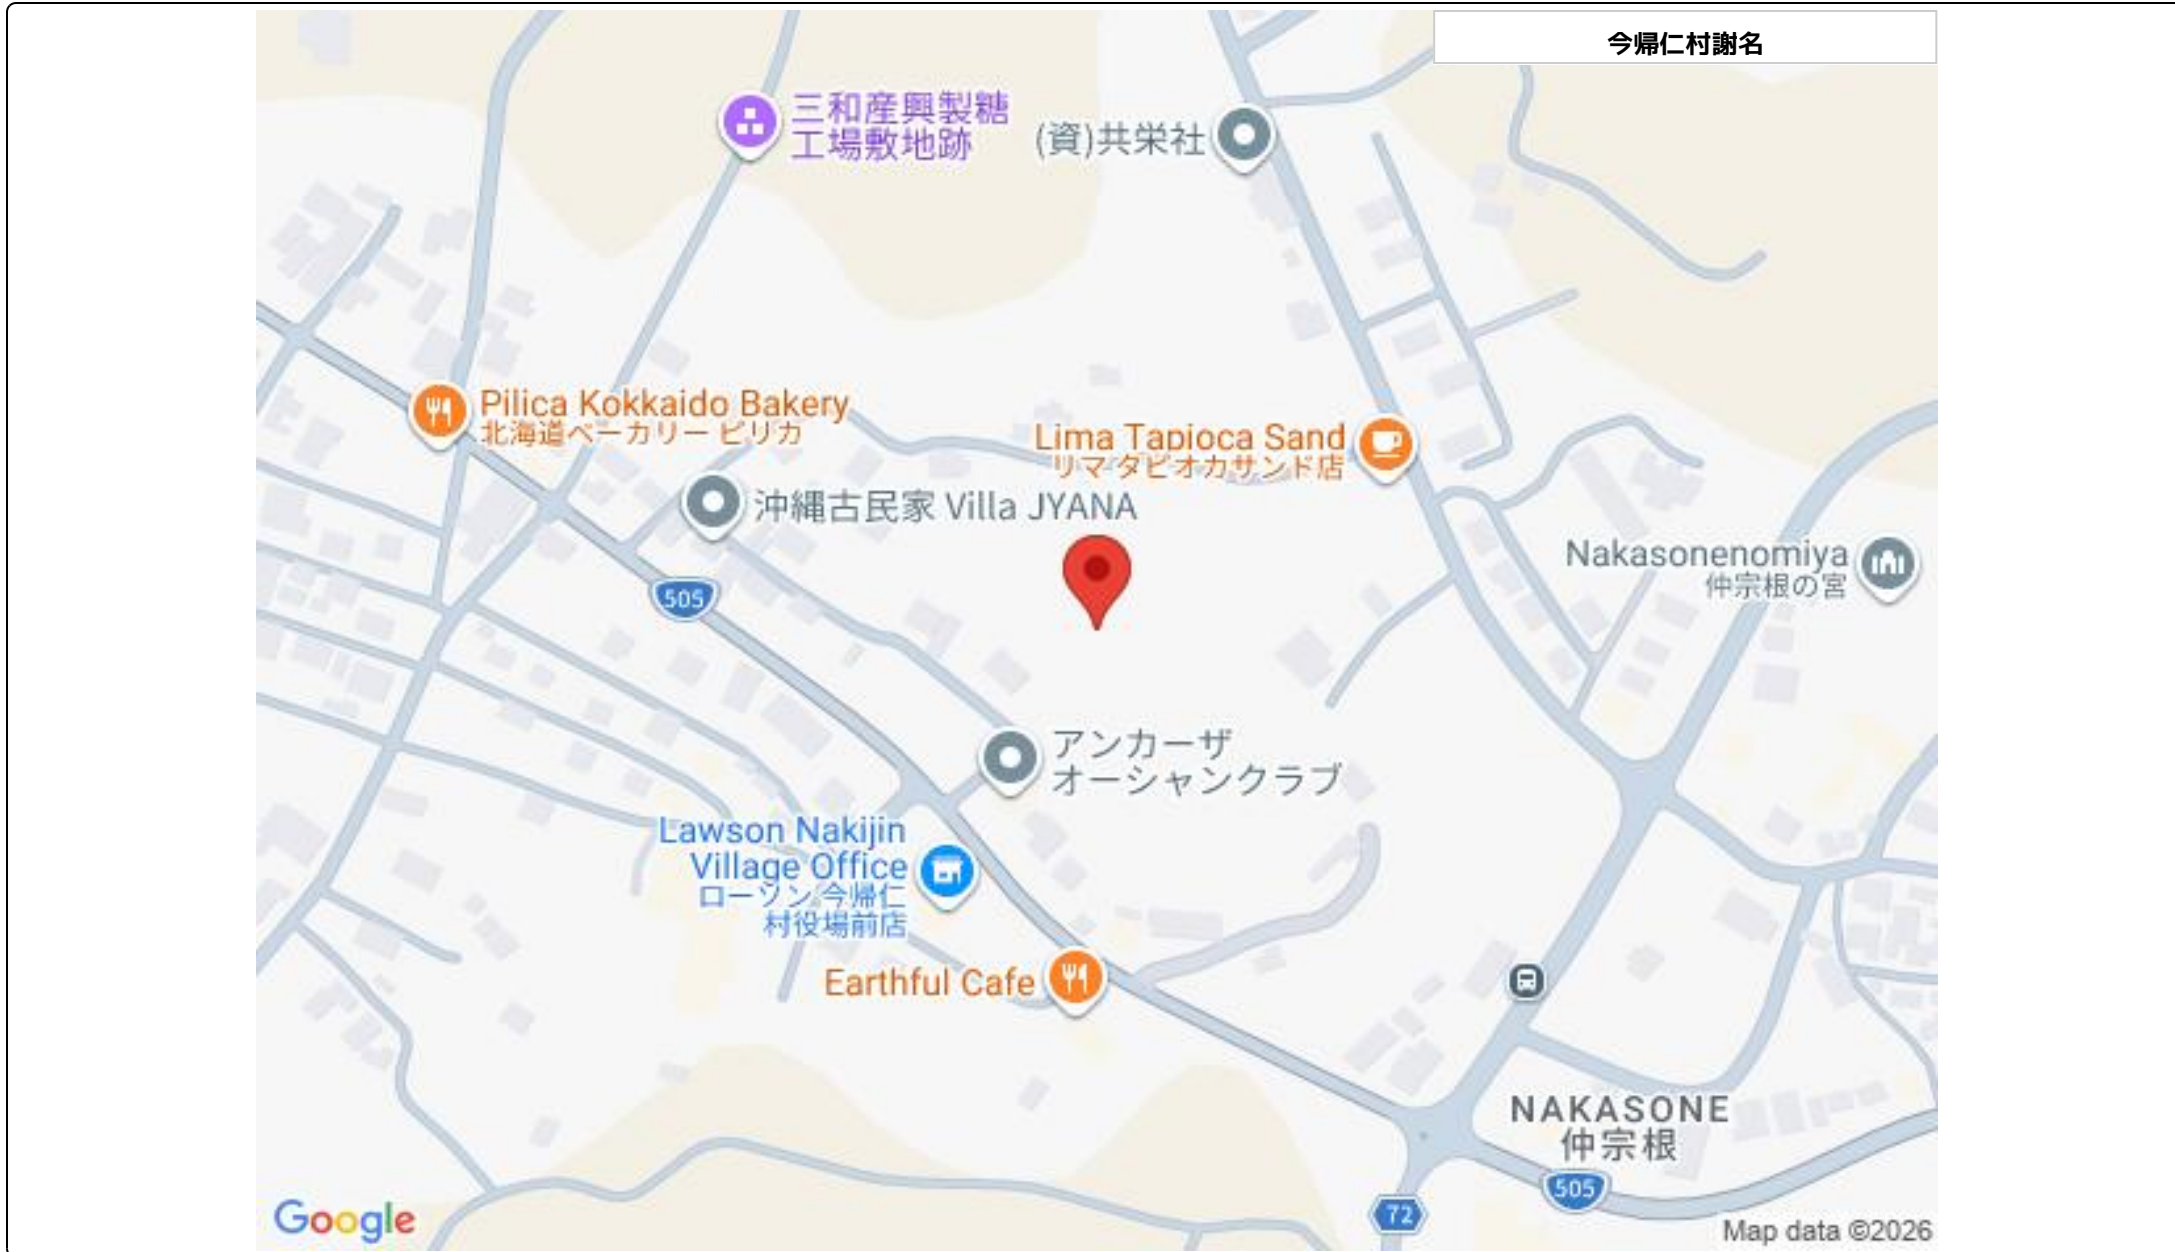 今帰仁村謝名
三和産興製糖
工場敷地跡
(資)共栄社
Pilica Kokkaido Bakery
北海道ベーカリー ピリカ
Lima Tapioca Sand
リマ タピオカサンド店
沖縄古民家 Villa JYANA
Nakasonenomiya
仲宗根の宮
505
アンカーザ
オーシャンクラブ
Lawson Nakijin
Village Office
ローソン 今帰仁
村役場前店
Earthful Cafe
NAKASONE
仲宗根
505
72
Google
Map data ©2026